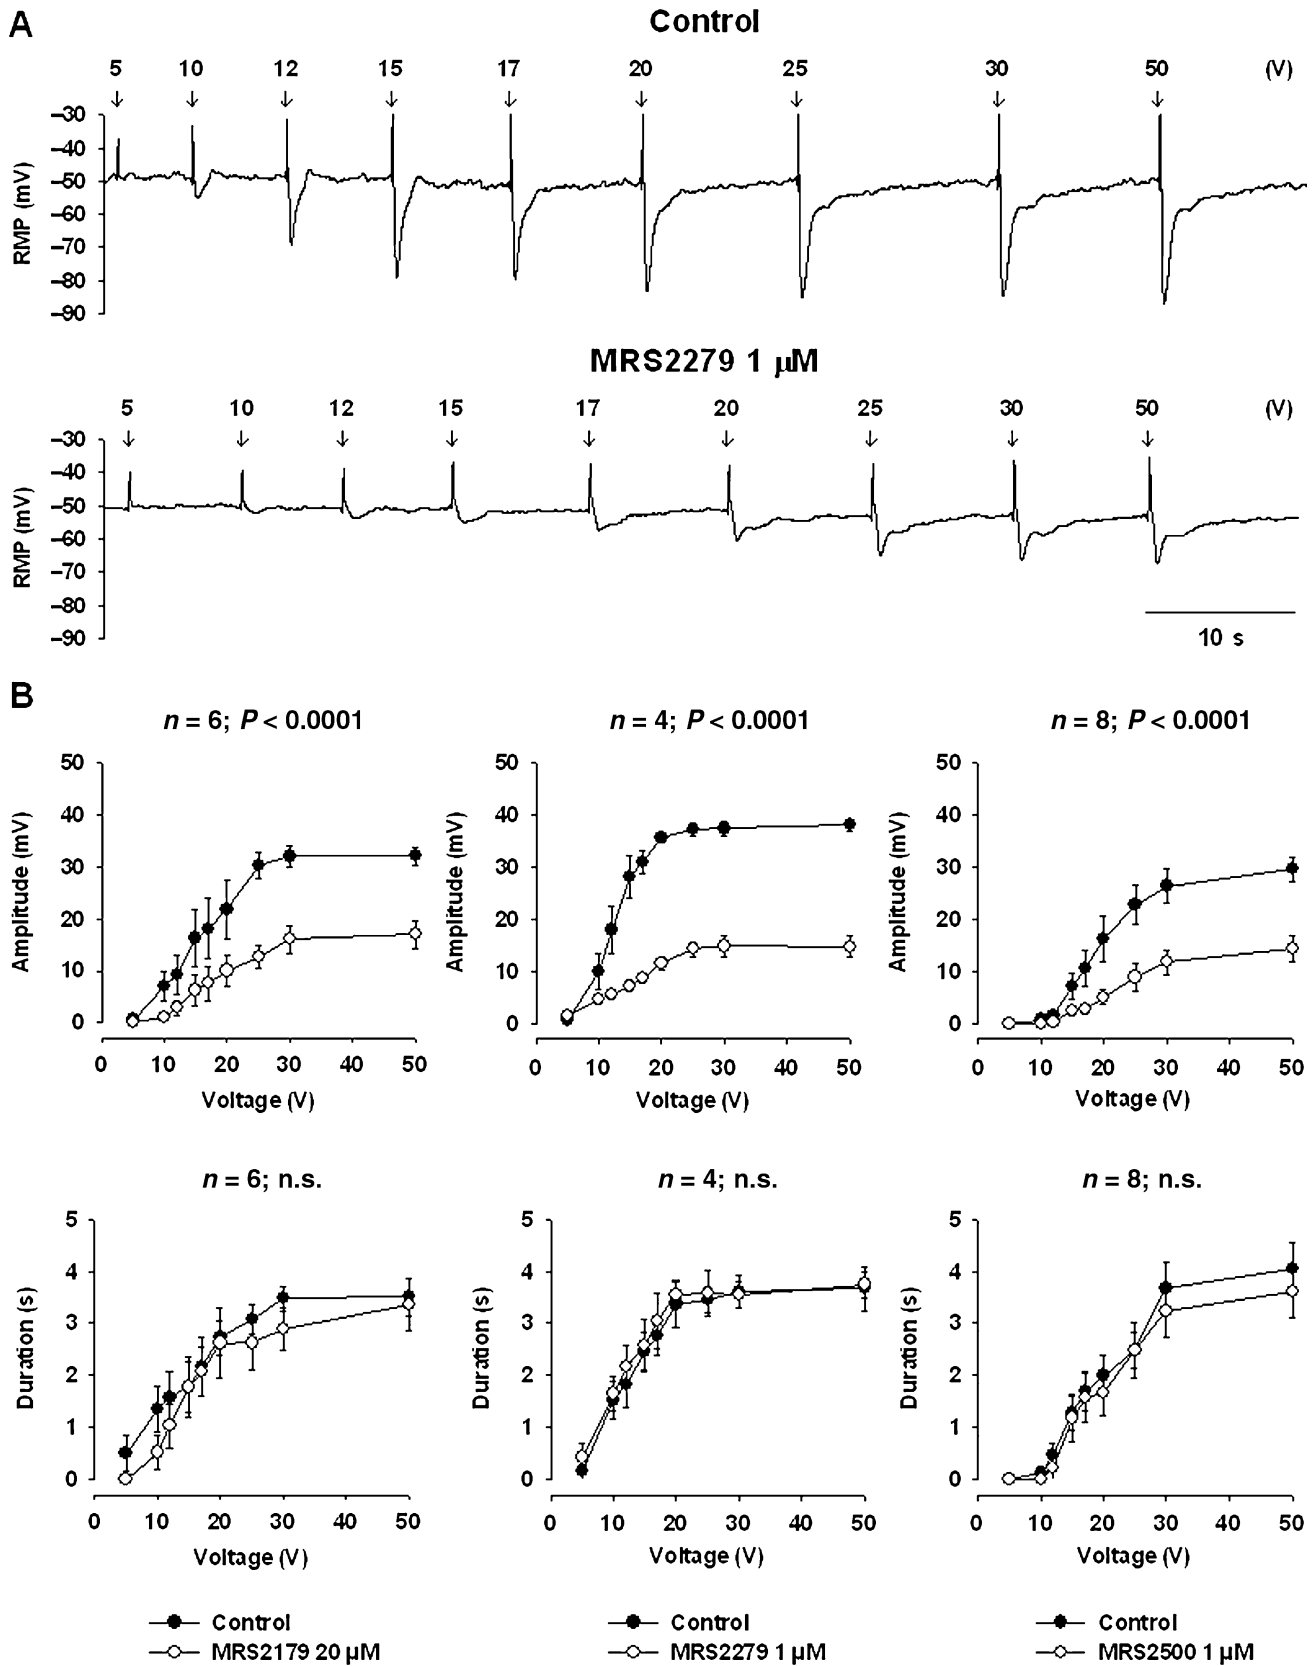 A
Control
5 10 12 15 17 20 25 30 50 (V)
RMP (mV)
–30
–40
–50
–60
–70
–80
–90
MRS2279 1 µM
5 10 12 15 17 20 25 30 50 (V)
RMP (mV)
–30
–40
–50
–60
–70
–80
–90
10 s
B
n = 6; P < 0.0001
Amplitude (mV)
50
40
30
20
10
0
0 10 20 30 40 50
Voltage (V)
n = 4; P < 0.0001
Amplitude (mV)
50
40
30
20
10
0
0 10 20 30 40 50
Voltage (V)
n = 8; P < 0.0001
Amplitude (mV)
50
40
30
20
10
0
0 10 20 30 40 50
Voltage (V)
n = 6; n.s.
Duration (s)
5
4
3
2
1
0
0 10 20 30 40 50
Voltage (V)
n = 4; n.s.
Duration (s)
5
4
3
2
1
0
0 10 20 30 40 50
Voltage (V)
n = 8; n.s.
Duration (s)
5
4
3
2
1
0
0 10 20 30 40 50
Voltage (V)
Control
MRS2179 20 µM
Control
MRS2279 1 µM
Control
MRS2500 1 µM